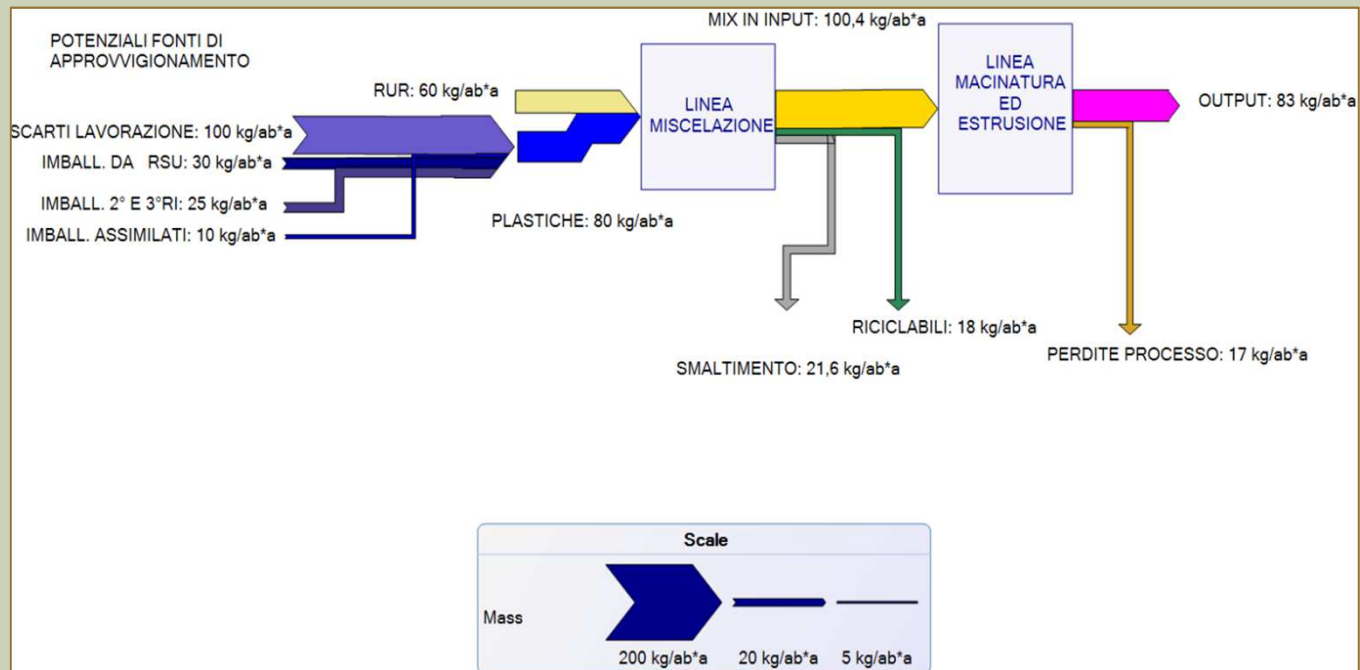 POTENZIALI FONTI DI
APPROVVIGIONAMENTO
MIX IN INPUT: 100,4 kg/ab*a
RUR: 60 kg/ab*a
LINEA
MISCELAZIONE
LINEA
MACINATURA
ED
ESTRUSIONE
OUTPUT: 83 kg/ab*a
SCARTI LAVORAZIONE: 100 kg/ab*a
IMBALL. DA RSU: 30 kg/ab*a
IMBALL. 2° E 3°RI: 25 kg/ab*a
IMBALL. ASSIMILATI: 10 kg/ab*a
PLASTICHE: 80 kg/ab*a
RICICLABILI: 18 kg/ab*a
SMALTIMENTO: 21,6 kg/ab*a
PERDITE PROCESSO: 17 kg/ab*a
Scale
Mass
200 kg/ab*a 20 kg/ab*a 5 kg/ab*a